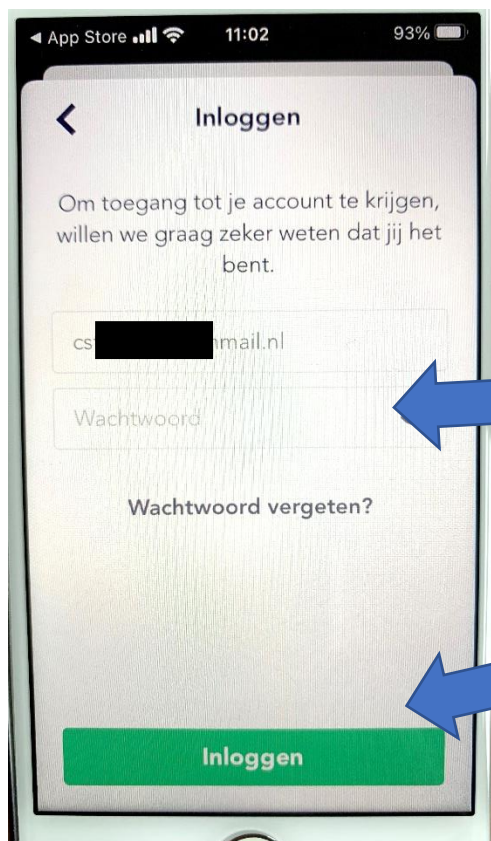 App Store 11:02 93%
Inloggen
Om toegang tot je account te krijgen,
willen we graag zeker weten dat jij het
bent.
cs mail.nl
Wachtwoord
Wachtwoord vergeten?
Inloggen